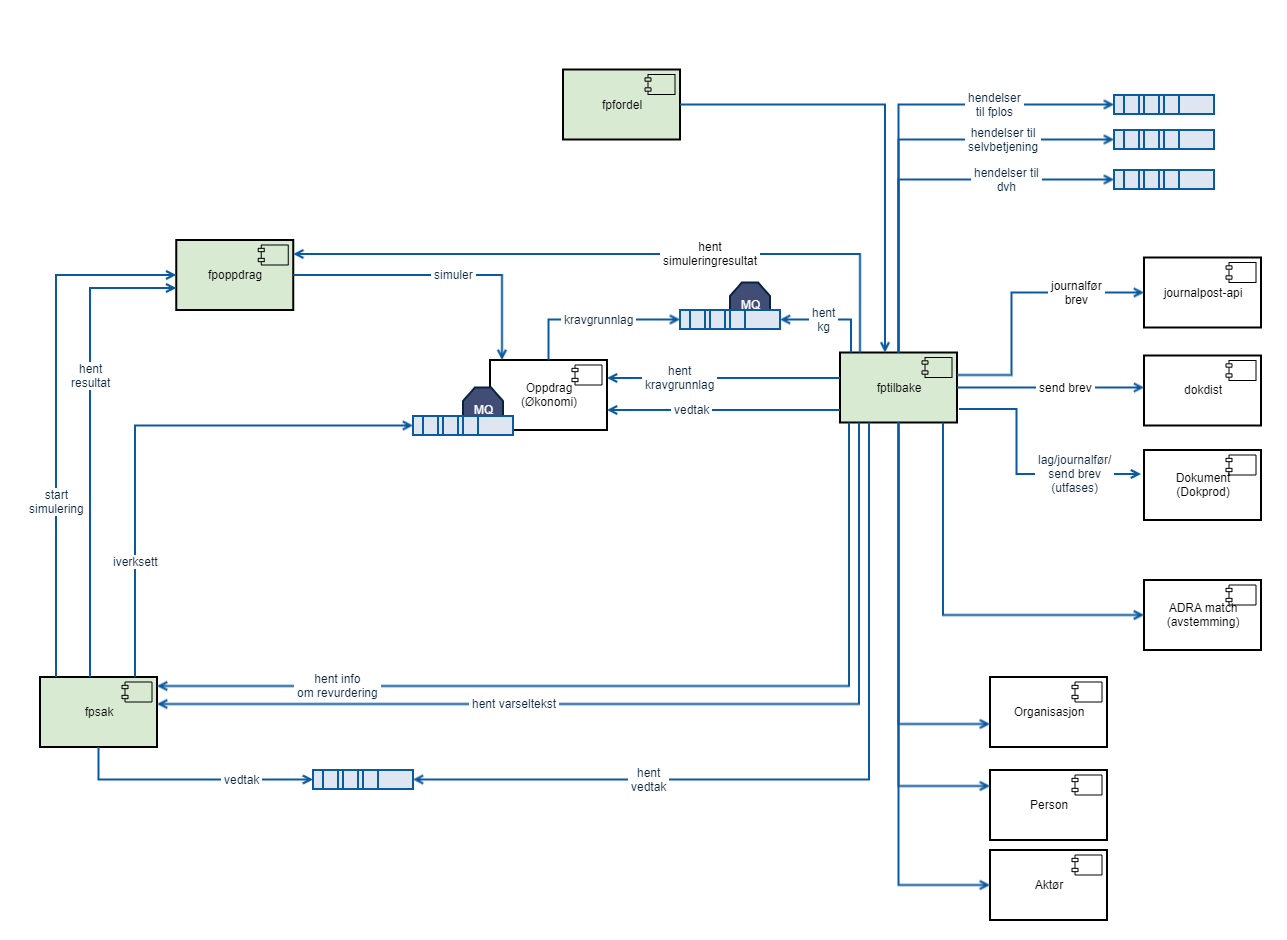 fpfordel
hendelser
til fplos
hendelser til
selvbetjening
hendelser til
dvh
fpoppdrag
simuler
hent
simuleringresultat
journalfør
brev
journalpost-api
MQ
kravgrunnlag
hent
kg
hent
resultat
Oppdrag
(Økonomi)
MQ
hent
kravgrunnlag
vedtak
fptilbake
send brev
dokdist
lag/journalfør/
send brev
(utfases)
Dokument
(Dokprod)
start
simulering
iverksett
ADRA match
(avstemming)
fpsak
hent info
om revurdering
hent varseltekst
Organisasjon
vedtak
hent
vedtak
Person
Aktør